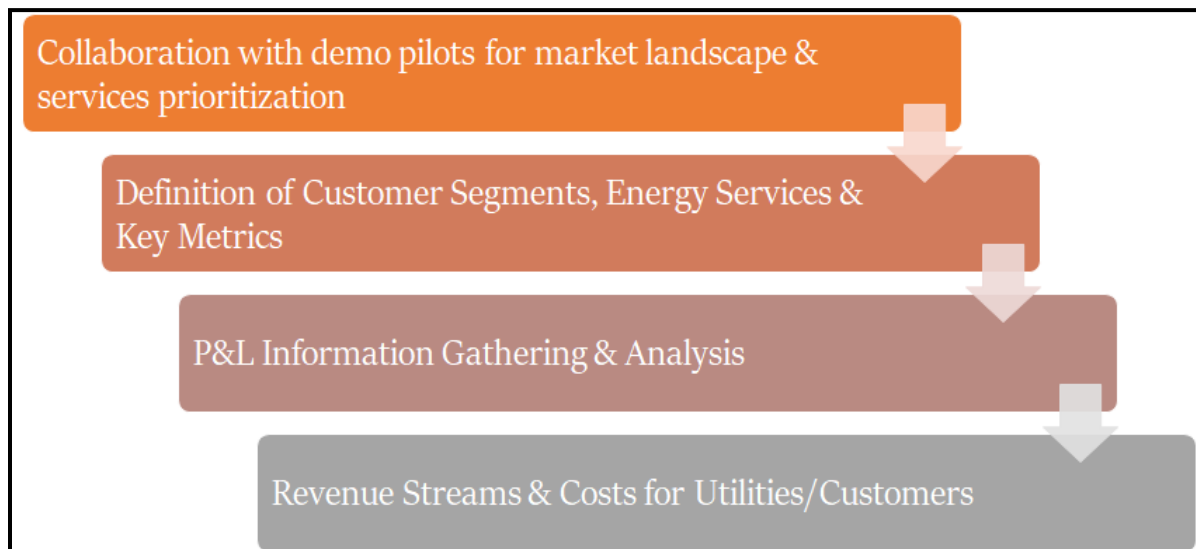 Collaboration with demo pilots for market landscape &
services prioritization
Definition of Customer Segments, Energy Services &
Key Metrics
P&L Information Gathering & Analysis
Revenue Streams & Costs for Utilities/Customers